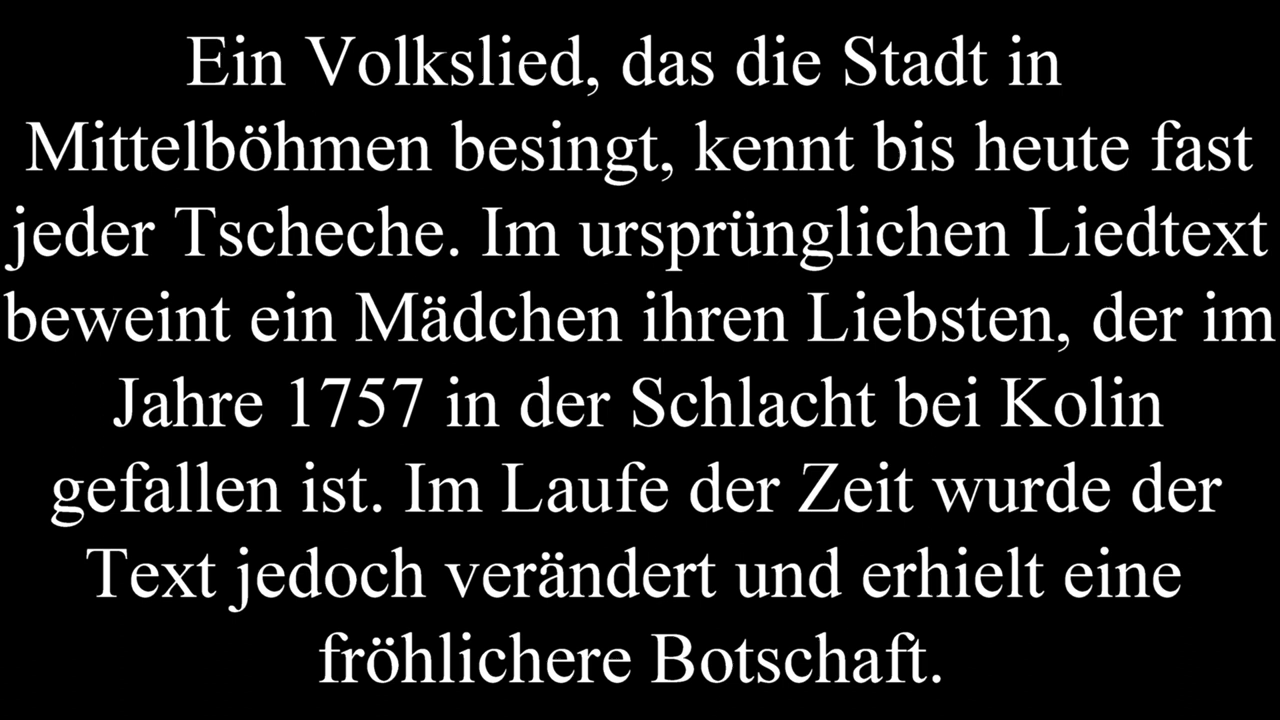 Ein Volkslied, das die Stadt in
Mittelböhmen besingt, kennt bis heute fast
jeder Tscheche. Im ursprünglichen Liedtext
beweint ein Mädchen ihren Liebsten, der im
Jahre 1757 in der Schlacht bei Kolin
gefallen ist. Im Laufe der Zeit wurde der
Text jedoch verändert und erhielt eine
fröhlichere Botschaft.